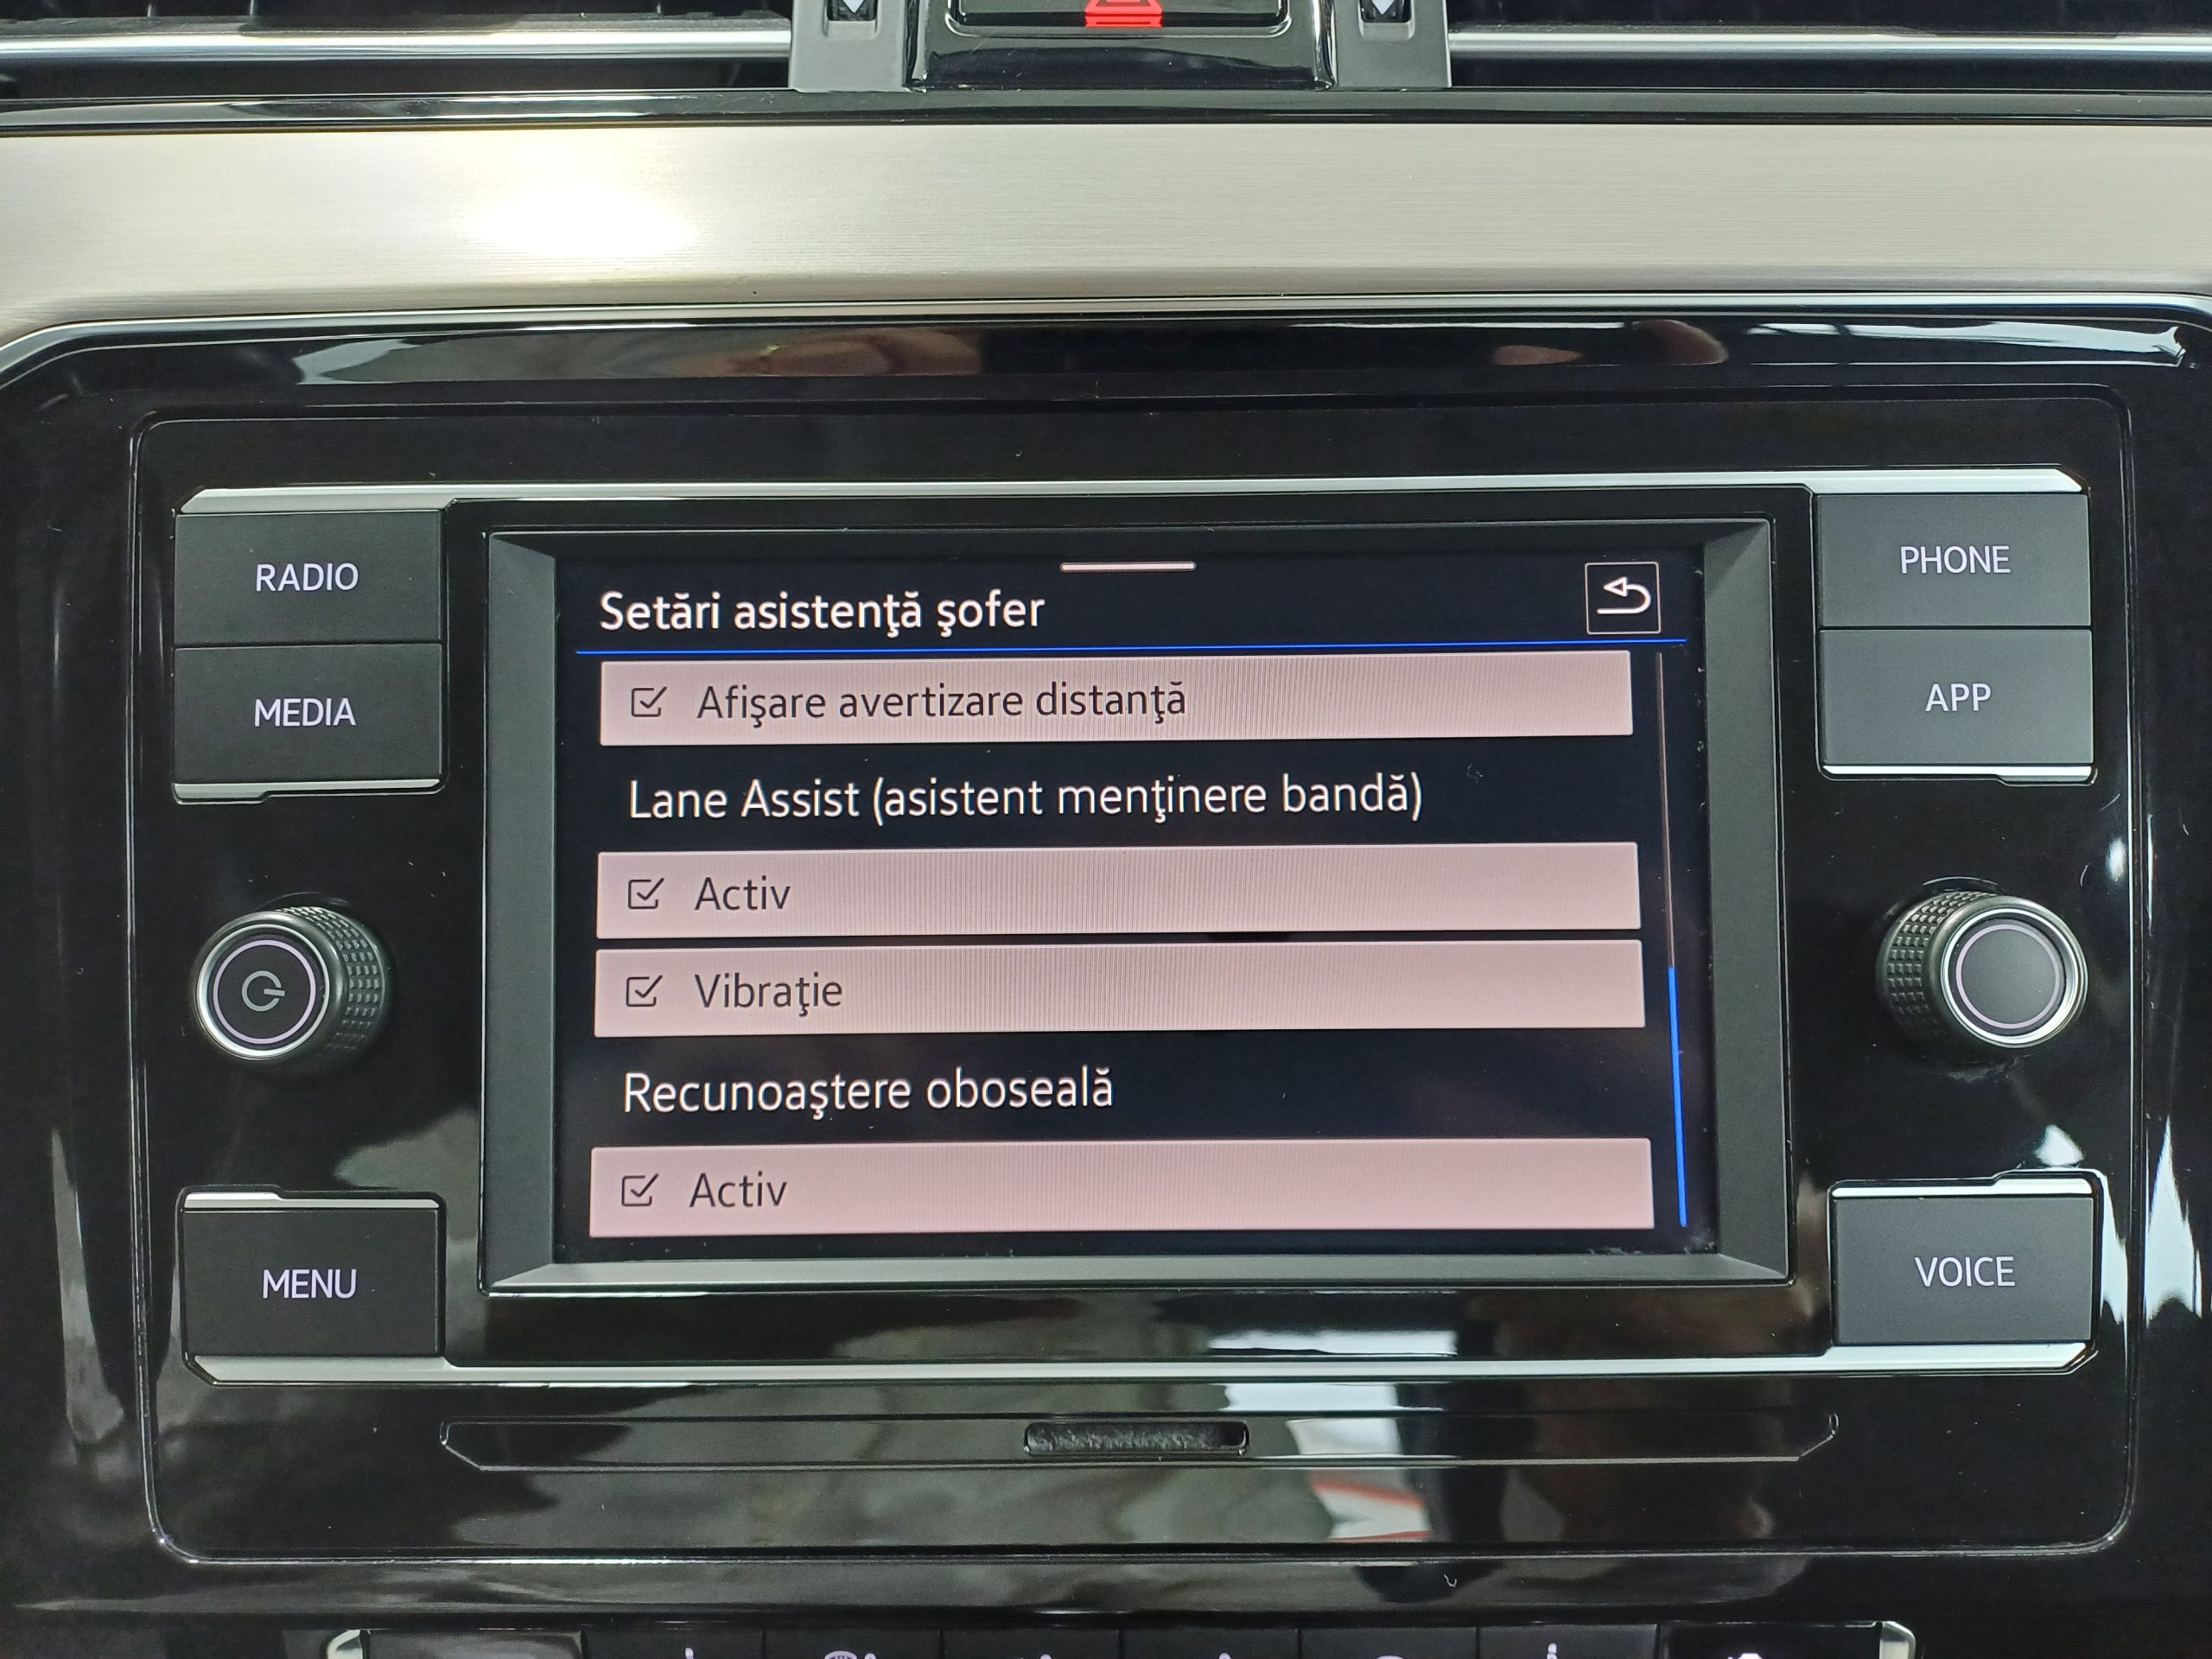 RADIO
MEDIA
MENU
Setări asistenţă şofer
Afişare avertizare distanţă
Lane Assist (asistent menţinere bandă)
Activ
Vibraţie
Recunoaştere oboseală
Activ
PHONE
APP
VOICE